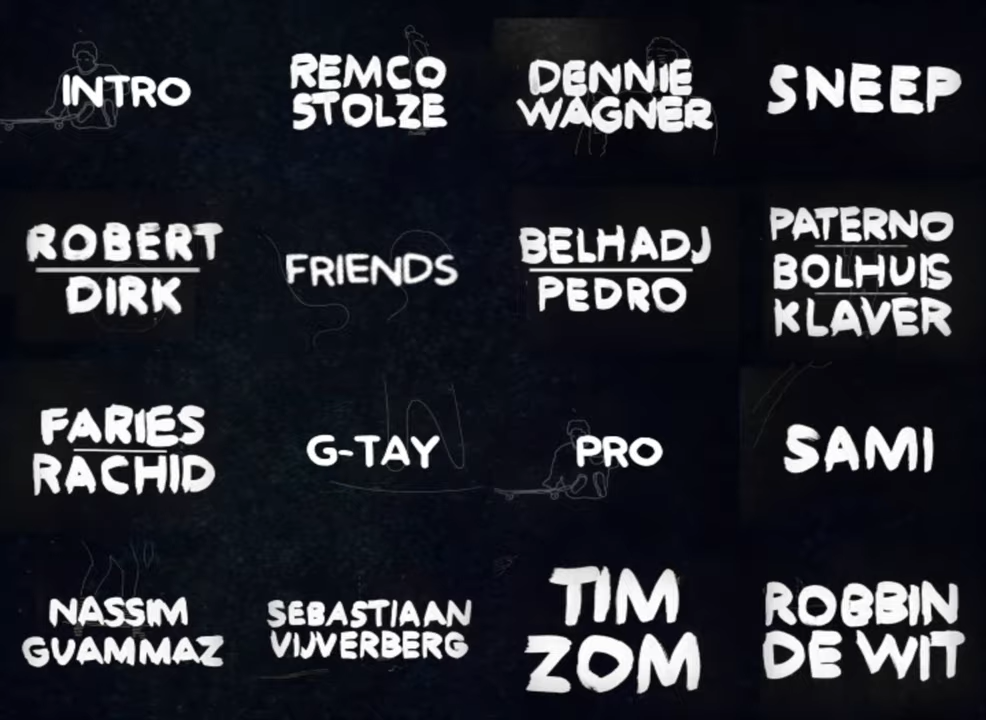 INTRO
REMCO
STOLZE
DENNIE
WAGNER
SNEEP
ROBERT
DIRK
FRIENDS
BELHADJ
PEDRO
PATERNO
BOLHUIS
KLAVER
FARIES
RACHID
G-TAY
PRO
SAMI
NASSIM
GUAMMAZ
SEBASTIAAN
VIJVERBERG
TIM
ZOM
ROBBIN
DE WIT